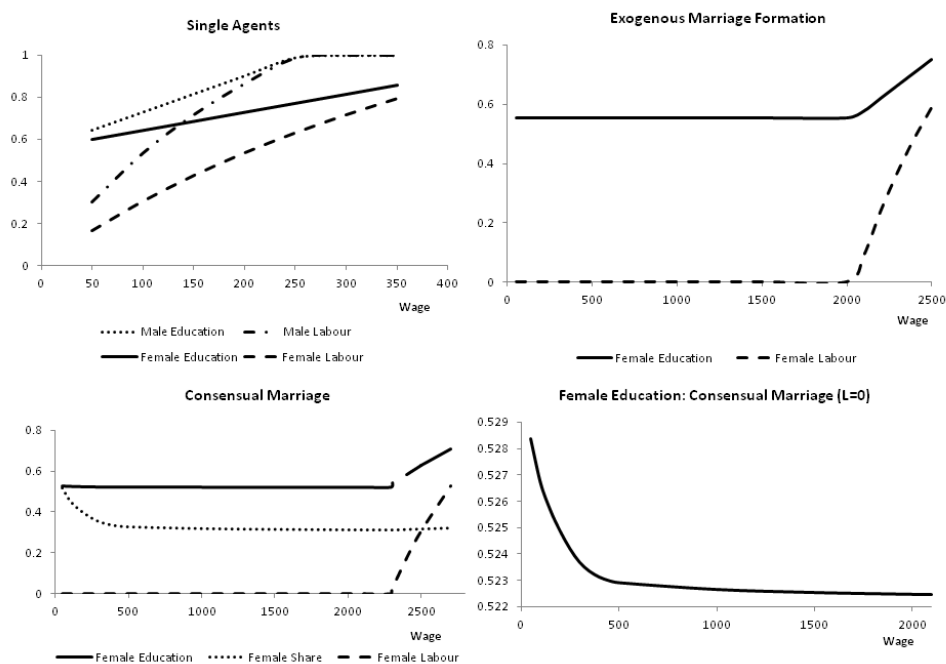 Single Agents
1
0.8
0.6
0.4
0.2
0
0 50 100 150 200 250 300 350 400
Wage
Male Education Male Labour
Female Education Female Labour
Exogenous Marriage Formation
0.8
0.6
0.4
0.2
0
0 500 1000 1500 2000 2500
Wage
Female Education Female Labour
Consensual Marriage
0.8
0.6
0.4
0.2
0
0 500 1000 1500 2000 2500
Wage
Female Education Female Share Female Labour
Female Education: Consensual Marriage (L=0)
0.529
0.528
0.527
0.526
0.525
0.524
0.523
0.522
0 500 1000 1500 2000
Wage